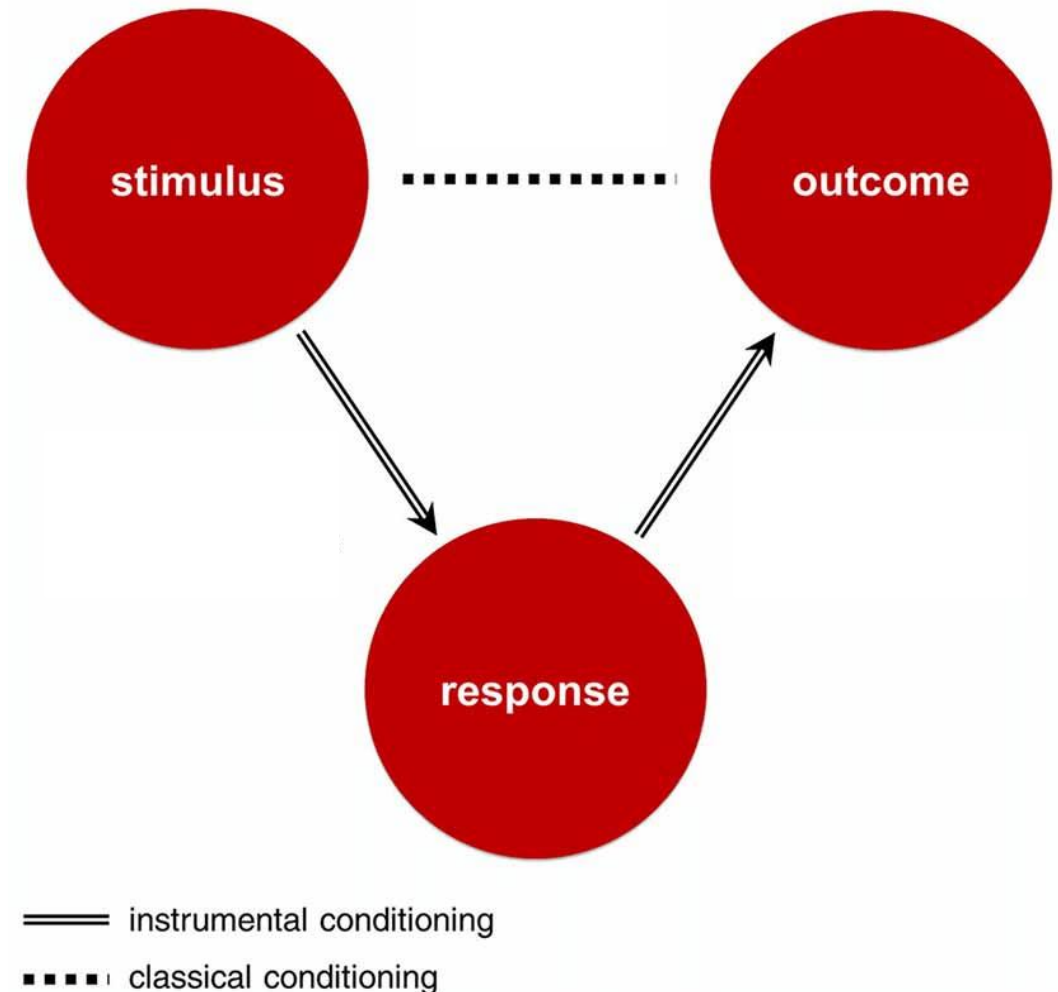 stimulus
outcome
response
instrumental conditioning
classical conditioning